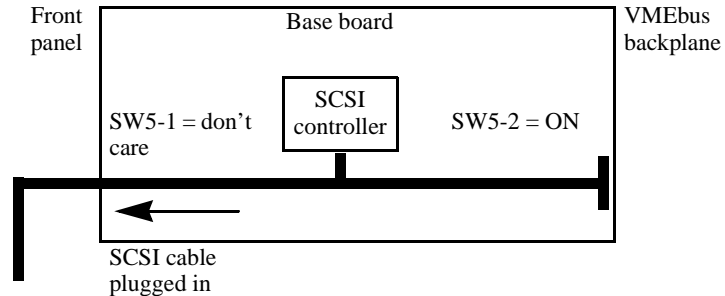 Front
panel
Base board
VMEbus
backplane
SCSI
controller
SW5-1 = don’t
care
SW5-2 = ON
SCSI cable
plugged in